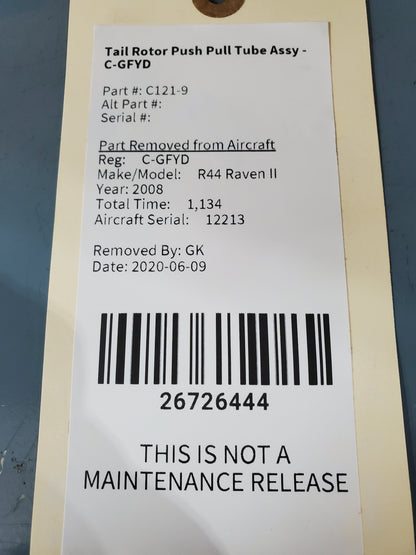 Tail Rotor Push Pull Tube Assy -
C-GFYD
Part #: C121-9
Alt Part #:
Serial #:
Part Removed from Aircraft
Reg: C-GFYD
Make/Model: R44 Raven II
Year: 2008
Total Time: 1,134
Aircraft Serial: 12213
Removed By: GK
Date: 2020-06-09
26726444
THIS IS NOT A
MAINTENANCE RELEASE